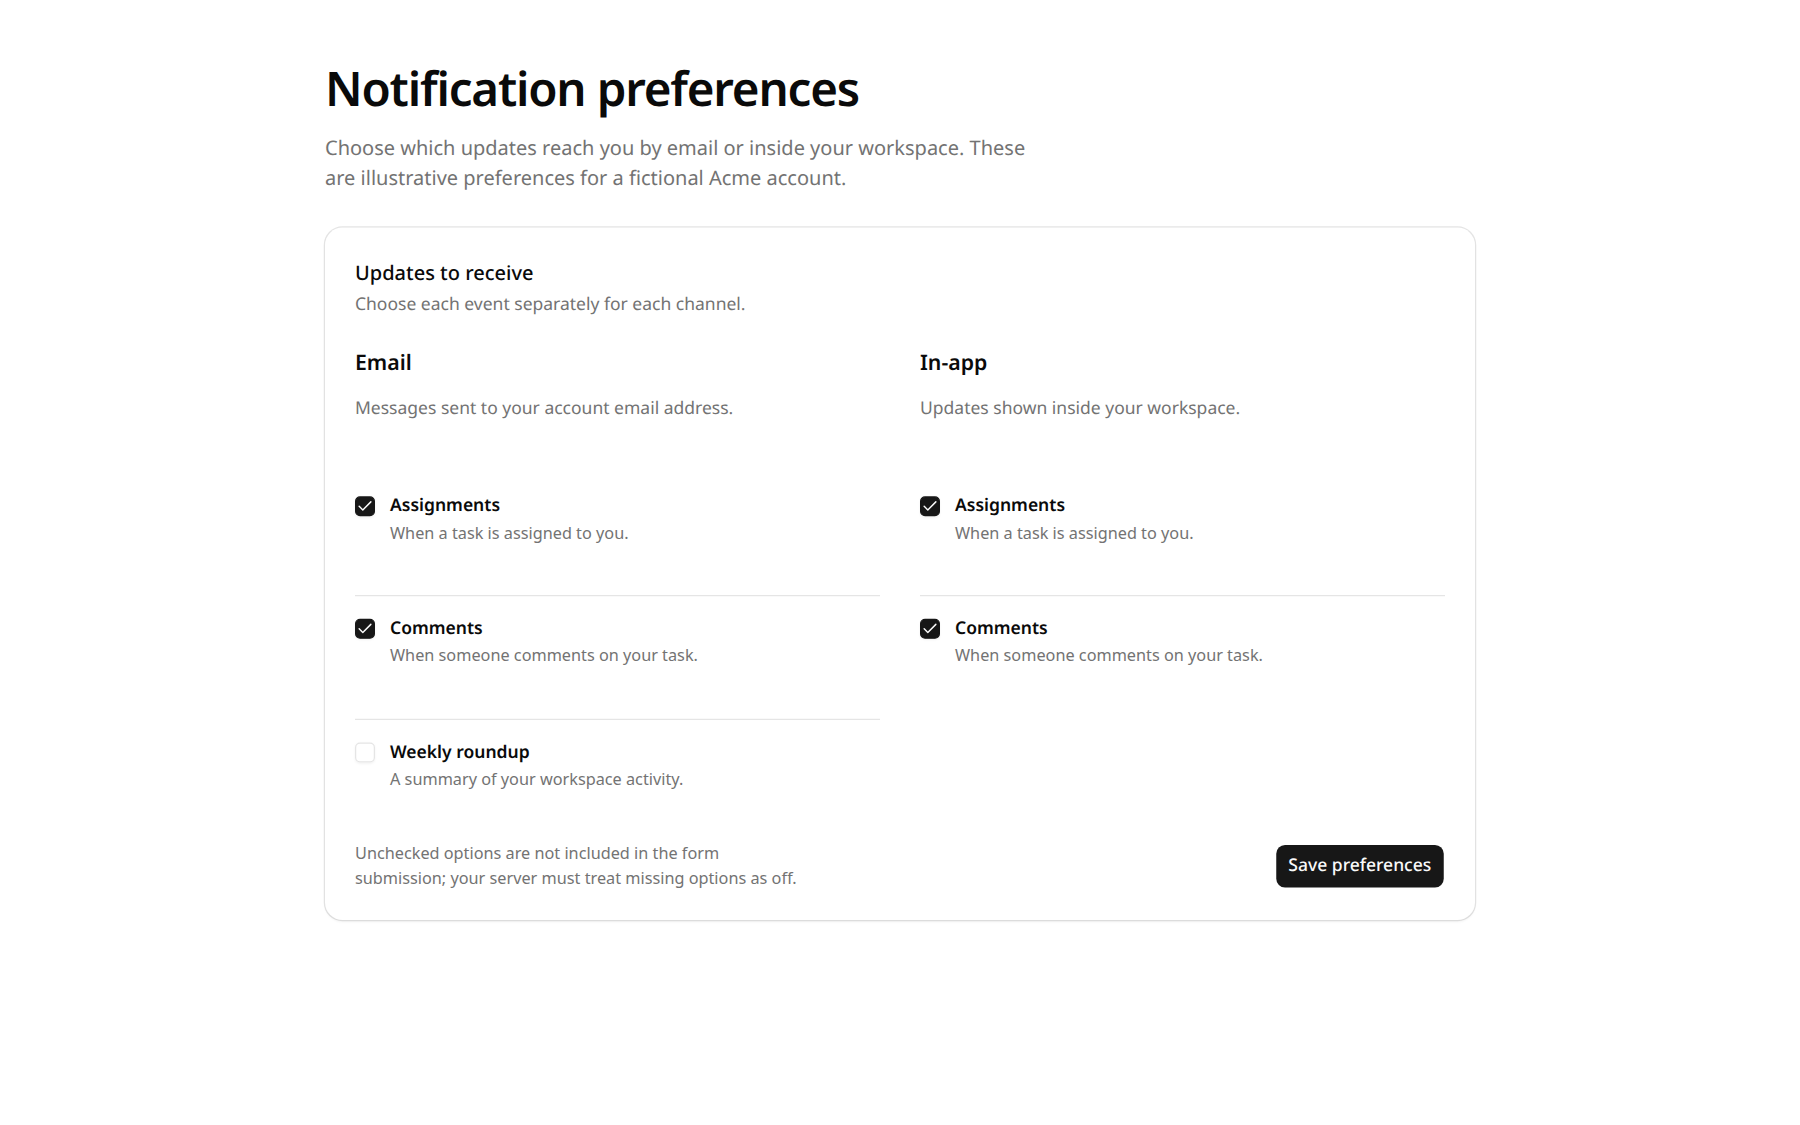 Notification preferences
Choose which updates reach you by email or inside your workspace. These
are illustrative preferences for a fictional Acme account.
Updates to receive
Choose each event separately for each channel.
Email
Messages sent to your account email address.
Assignments
When a task is assigned to you.
Comments
When someone comments on your task.
Weekly roundup
A summary of your workspace activity.
In-app
Updates shown inside your workspace.
Assignments
When a task is assigned to you.
Comments
When someone comments on your task.
Unchecked options are not included in the form
submission; your server must treat missing options as off.
Save preferences